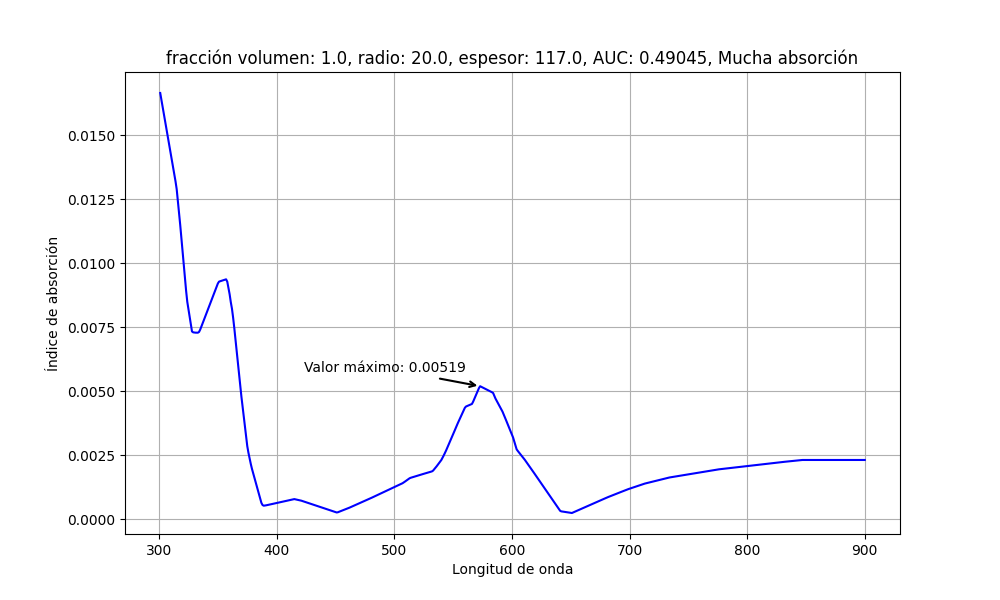 fracción volumen: 1.0, radio: 20.0, espesor: 117.0, AUC: 0.49045, Mucha absorción
Índice de absorción
0.0150
0.0125
0.0100
0.0075
0.0050
0.0025
0.0000
Valor máximo: 0.00519
300 400 500 600 700 800 900
Longitud de onda